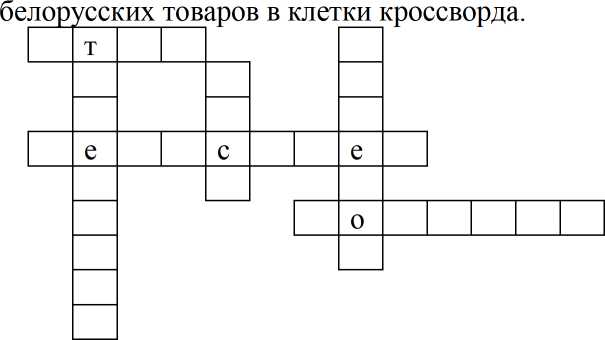 белорусских товаров в клетки кроссворда.
т
е с е
о